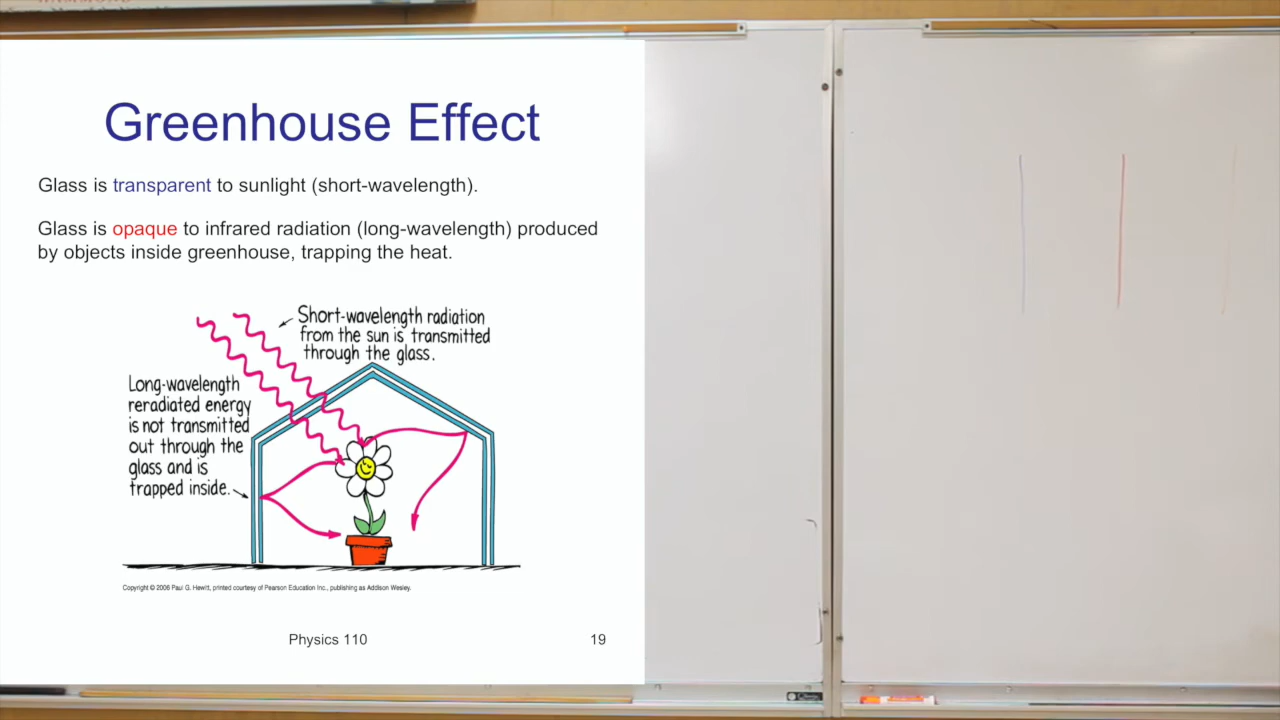 Greenhouse Effect
Glass is transparent to sunlight (short-wavelength).
Glass is opaque to infrared radiation (long-wavelength) produced
by objects inside greenhouse, trapping the heat.
Short-wavelength radiation
from the sun is transmitted
through the glass.
Long-wavelength
reradiated energy
is not transmitted
out through the
glass and is
trapped inside.
Copyright © 2006 Paul G. Hewitt, printed courtesy of Pearson Education Inc., publishing as Addison Wesley.
Physics 110
19